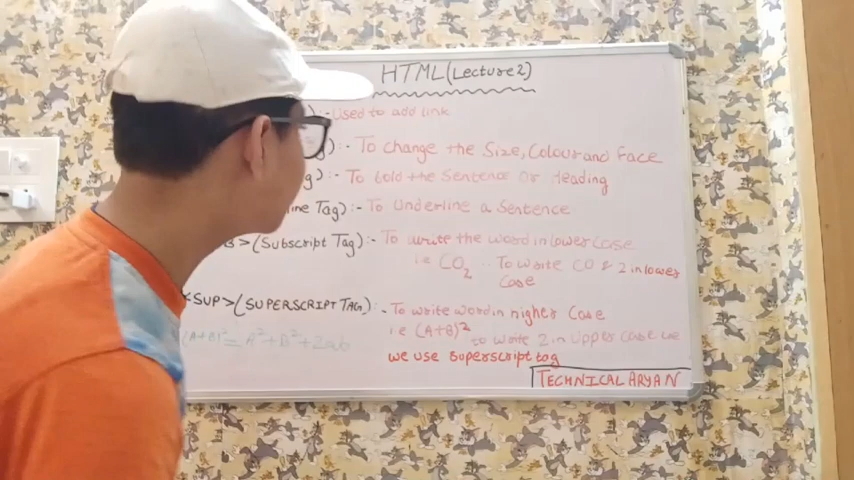 HTML(Lecture2)
):-Used to add link
g):- To change the Size, Colour and Face
g):- To bold the Sentence Or Heading
ine Tag):- To Underline a Sentence
B>(Subscript Tag):- To write the word in lower case
i.e CO2 .. To write CO & 2 in lower
Case
<SUP>(SUPERSCRIPT TAG):- To write word in higher Case
i.e (A+B)²
to write 2 in upper case we
(A+B)²= A²+B²+2ab
we use superscript tag
TECHNICAL ARYAN